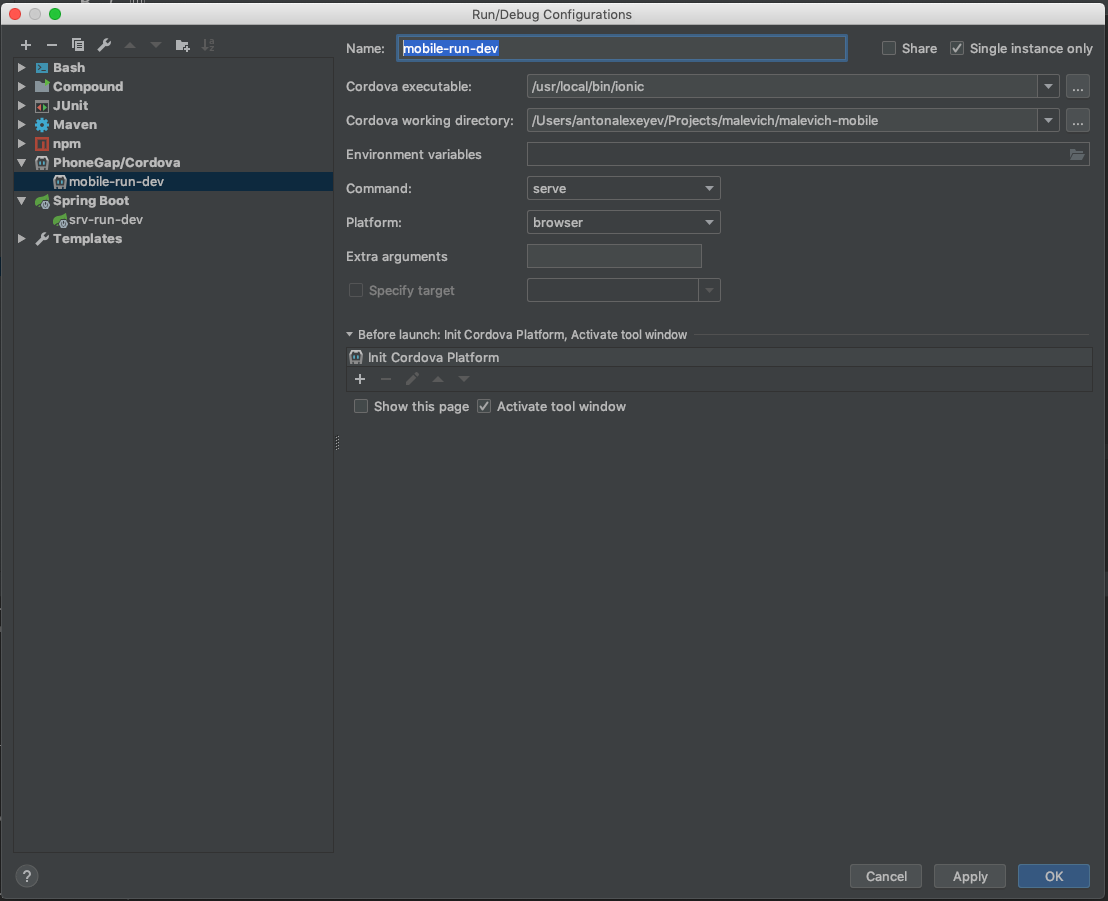 Run/Debug Configurations
Name: mobile-run-dev Share Single instance only
Bash
Compound
JUnit
Maven
npm
PhoneGap/Cordova
mobile-run-dev
Spring Boot
srv-run-dev
Templates
Cordova executable: /usr/local/bin/ionic ...
Cordova working directory: /Users/antonalexeyev/Projects/malevich/malevich-mobile ...
Environment variables
Command: serve
Platform: browser
Extra arguments
Specify target
Before launch: Init Cordova Platform, Activate tool window
Init Cordova Platform
Show this page Activate tool window
? Cancel Apply OK